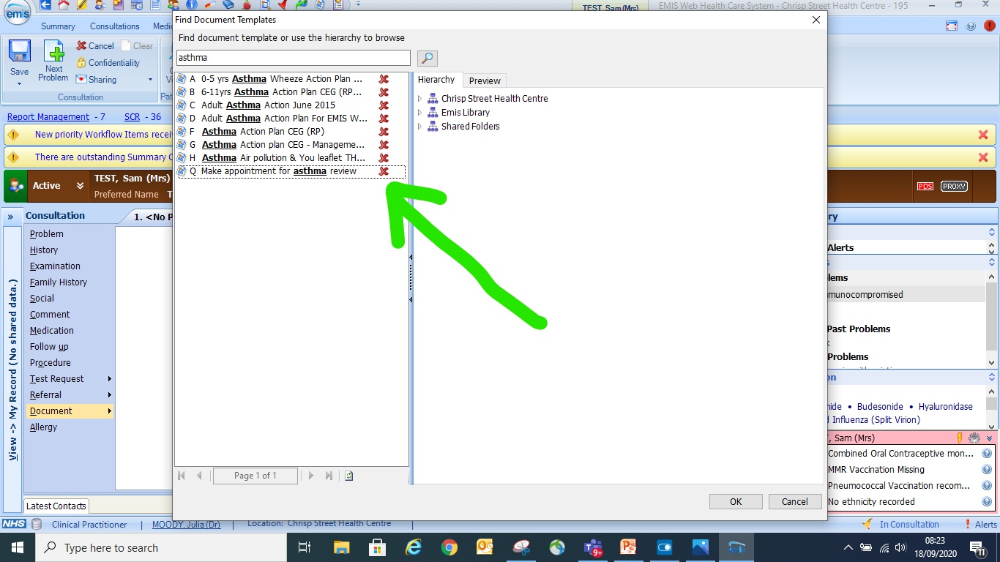 emis
TEST, Sam (Mrs)
EMIS Web Health Care System - Chrisp Street Health Centre - 195
Summary
Consultations
Save
Next Problem
Cancel
Clear
Confidentiality
Sharing
Consultation
Report Management - 7
SCR - 36
New priority Workflow Items recei
There are outstanding Summary
Active
TEST, Sam (Mrs)
Preferred Name
PDS
PROXY
»
Consultation
1. <No P
View -> My Record (No shared data.)
Problem
History
Examination
Family History
Social
Comment
Medication
Follow up
Procedure
Test Request
Referral
Document
Allergy
Latest Contacts
Find Document Templates
Find document template or use the hierarchy to browse
asthma
A 0-5 yrs Asthma Wheeze Action Plan ...
B 6-11yrs Asthma Action Plan CEG (RP...
C Adult Asthma Action June 2015
D Adult Asthma Action Plan For EMIS W...
F Asthma Action Plan CEG (RP)
G Asthma Action plan CEG - Manageme...
H Asthma Air pollution & You leaflet TH...
Q Make appointment for asthma review
Page 1 of 1
Hierarchy
Preview
Chrisp Street Health Centre
Emis Library
Shared Folders
OK
Cancel
ry
Alerts
s
lems
munocompromised
Past Problems
Problems
on
nide • Budesonide • Hyaluronidase
Influenza (Split Virion)
, Sam (Mrs)
Combined Oral Contraceptive mon...
MMR Vaccination Missing
Pneumococcal Vaccination recom...
No ethnicity recorded
NHS
Clinical Practitioner
MOODY, Julia (Dr)
Location: Chrisp Street Health Centre
In Consultation
Alerts
Type here to search
9+
08:23
18/09/2020
11